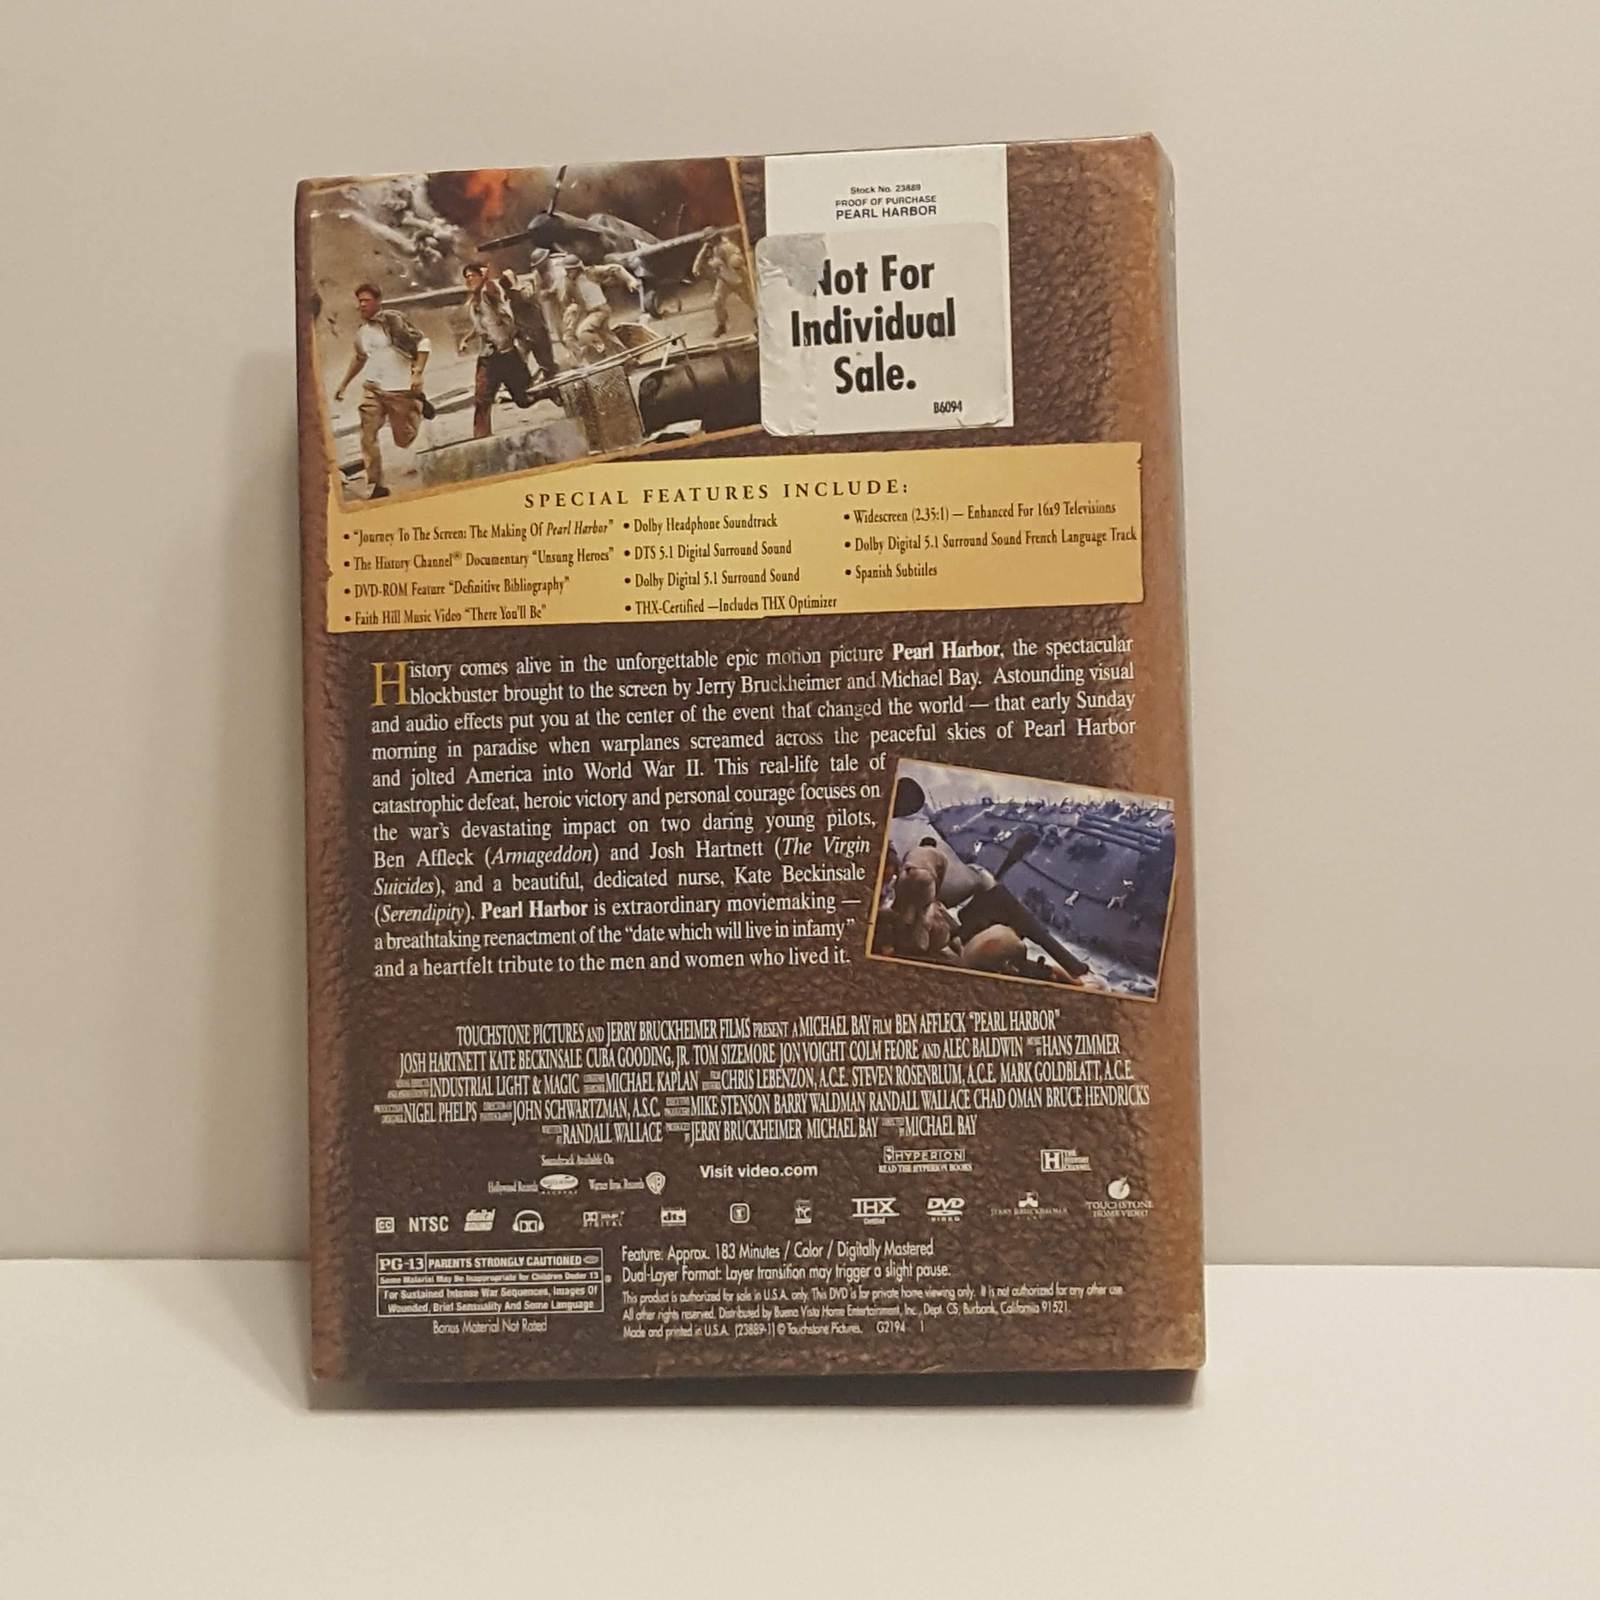 Stock No. 23889
PROOF OF PURCHASE
PEARL HARBOR
Not For
Individual
Sale.
B6094
SPECIAL FEATURES INCLUDE:
• "Journey To The Screen: The Making Of Pearl Harbor"
• The History Channel® Documentary "Unsung Heroes"
• DVD-ROM Feature "Definitive Bibliography"
• Faith Hill Music Video "There You'll Be"
• Dolby Headphone Soundtrack
• DTS 5.1 Digital Surround Sound
• Dolby Digital 5.1 Surround Sound
• THX-Certified —Includes THX Optimizer
• Widescreen (2.35:1) — Enhanced For 16x9 Televisions
• Dolby Digital 5.1 Surround Sound French Language Track
• Spanish Subtitles
History comes alive in the unforgettable epic motion picture Pearl Harbor, the spectacular
blockbuster brought to the screen by Jerry Bruckheimer and Michael Bay. Astounding visual
and audio effects put you at the center of the event that changed the world — that early Sunday
morning in paradise when warplanes screamed across the peaceful skies of Pearl Harbor
and jolted America into World War II. This real-life tale of
catastrophic defeat, heroic victory and personal courage focuses on
the war's devastating impact on two daring young pilots,
Ben Affleck (Armageddon) and Josh Hartnett (The Virgin
Suicides), and a beautiful, dedicated nurse, Kate Beckinsale
(Serendipity). Pearl Harbor is extraordinary moviemaking —
a breathtaking reenactment of the "date which will live in infamy"
and a heartfelt tribute to the men and women who lived it.
TOUCHSTONE PICTURES AND JERRY BRUCKHEIMER FILMS PRESENT A MICHAEL BAY FILM BEN AFFLECK "PEARL HARBOR"
JOSH HARTNETT KATE BECKINSALE CUBA GOODING, JR. TOM SIZEMORE JON VOIGHT COLM FEORE AND ALEC BALDWIN HANS ZIMMER
INDUSTRIAL LIGHT & MAGIC MICHAEL KAPLAN CHRIS LEBENZON, A.C.E. STEVEN ROSENBLUM, A.C.E. MARK GOLDBLATT, A.C.E.
NIGEL PHELPS JOHN SCHWARTZMAN, A.S.C. MIKE STENSON BARRY WALDMAN RANDALL WALLACE CHAD OMAN BRUCE HENDRICKS
RANDALL WALLACE JERRY BRUCKHEIMER MICHAEL BAY MICHAEL BAY
Soundtrack Available On
Hollywood Records Warner Bros. Records
Visit video.com
HYPERION
READ THE HYPERION BOOKS
H THE HISTORY CHANNEL
CC NTSC digital DIGITAL dts THX Certified DVD VIDEO JERRY BRUCKHEIMER TOUCHSTONE
HOME VIDEO
PG-13 PARENTS STRONGLY CAUTIONED
Some Material May Be Inappropriate for Children Under 13
For Sustained Intense War Sequences, Images Of
Wounded, Brief Sensuality And Some Language
Bonus Material Not Rated
Feature: Approx. 183 Minutes / Color / Digitally Mastered
Dual-Layer Format: Layer transition may trigger a slight pause.
This product is authorized for sale in U.S.A. only. This DVD is for private home viewing only. It is not authorized for any other use.
All other rights reserved. Distributed by Buena Vista Home Entertainment, Inc., Dept. CS, Burbank, California 91521.
Made and printed in U.S.A. (23889-1) © Touchstone Pictures. G2194 1